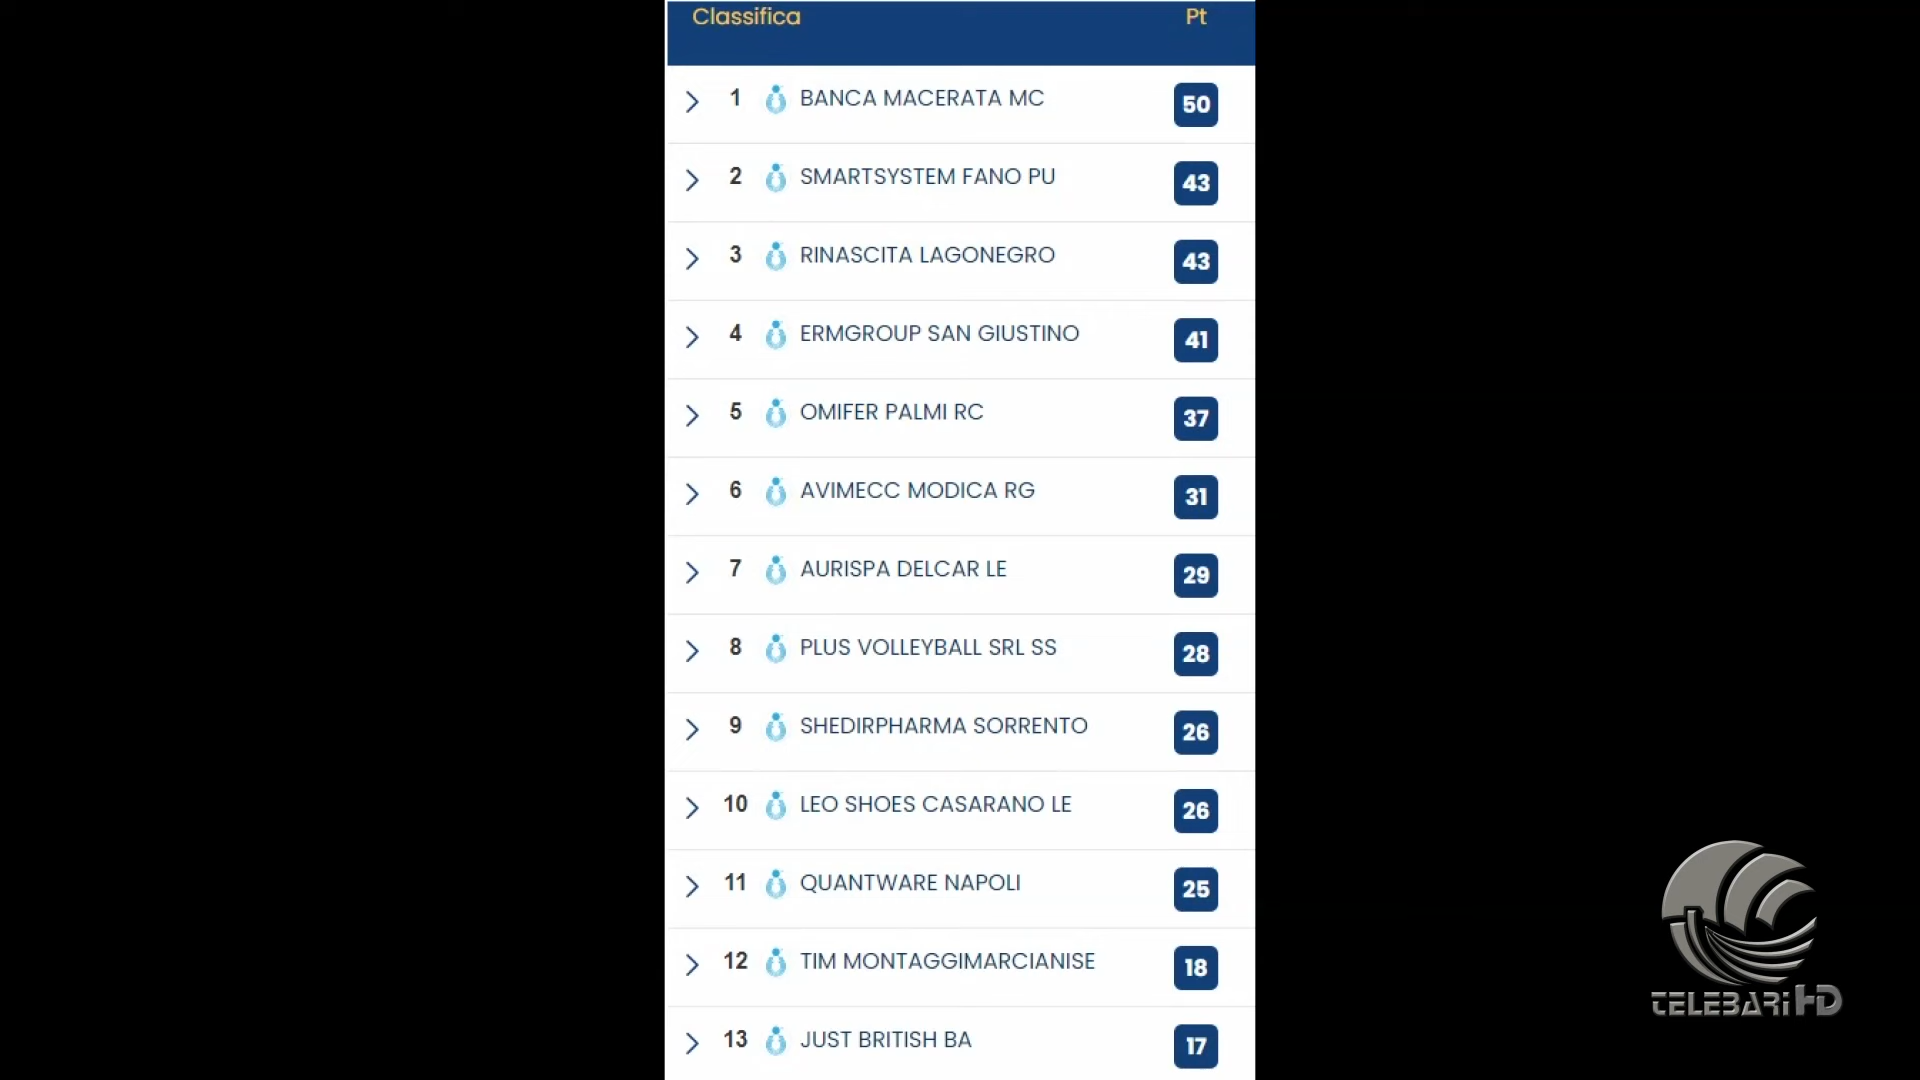 Classifica Pt
1 BANCA MACERATA MC 50
2 SMARTSYSTEM FANO PU 43
3 RINASCITA LAGONEGRO 43
4 ERMGROUP SAN GIUSTINO 41
5 OMIFER PALMI RC 37
6 AVIMECC MODICA RG 31
7 AURISPA DELCAR LE 29
8 PLUS VOLLEYBALL SRL SS 28
9 SHEDIRPHARMA SORRENTO 26
10 LEO SHOES CASARANO LE 26
11 QUANTWARE NAPOLI 25
12 TIM MONTAGGIMARCIANISE 18
13 JUST BRITISH BA 17
TELEBARI HD